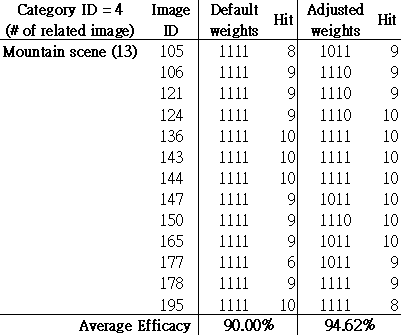 Category ID = 4 Image Default Hit Adjusted Hit
(# of related image) ID weights weights
Mountain scene (13) 105 1111 8 1011 9
106 1111 9 1110 9
121 1111 9 1110 9
124 1111 9 1110 10
136 1111 10 1111 10
143 1111 10 1111 10
144 1111 10 1111 10
147 1111 9 1011 10
150 1111 9 1110 10
165 1111 9 1011 10
177 1111 6 1011 9
178 1111 9 1111 9
195 1111 10 1111 8
Average Efficacy 90.00% 94.62%